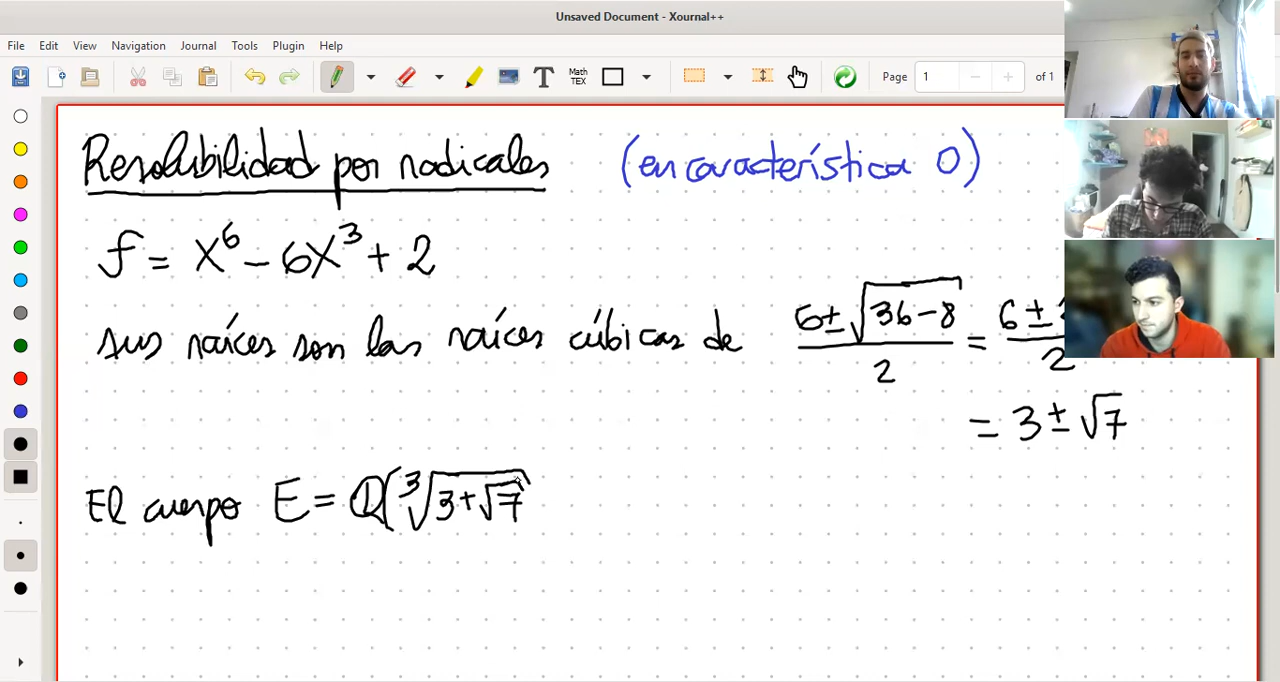 Unsaved Document - Xournal++
File Edit View Navigation Journal Tools Plugin Help
Math TEX
Page 1 of 1
Resolubilidad por radicales (en característica 0)
f = X⁶ - 6X³ + 2
sus raíces son las raíces cúbicas de (6 ± √(36-8))/2 = (6 ±
= 3 ± √7
El cuerpo E = ℚ(∛(3+√7)